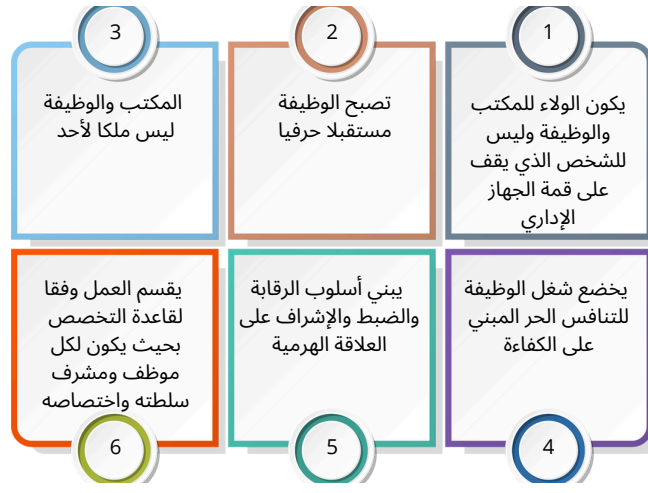 1
يكون الولاء للمكتب
والوظيفة وليس
للشخص الذي يقف
على قمة الجهاز
الإداري
2
تصبح الوظيفة
مستقبلا حرفيا
3
المكتب والوظيفة
ليس ملكا لأحد
يخضع شغل الوظيفة
للتنافس الحر المبني
على الكفاءة
4
يبني أسلوب الرقابة
والضبط والإشراف على
العلاقة الهرمية
5
يقسم العمل وفقا
لقاعدة التخصص
بحيث يكون لكل
موظف ومشرف
سلطته واختصاصه
6